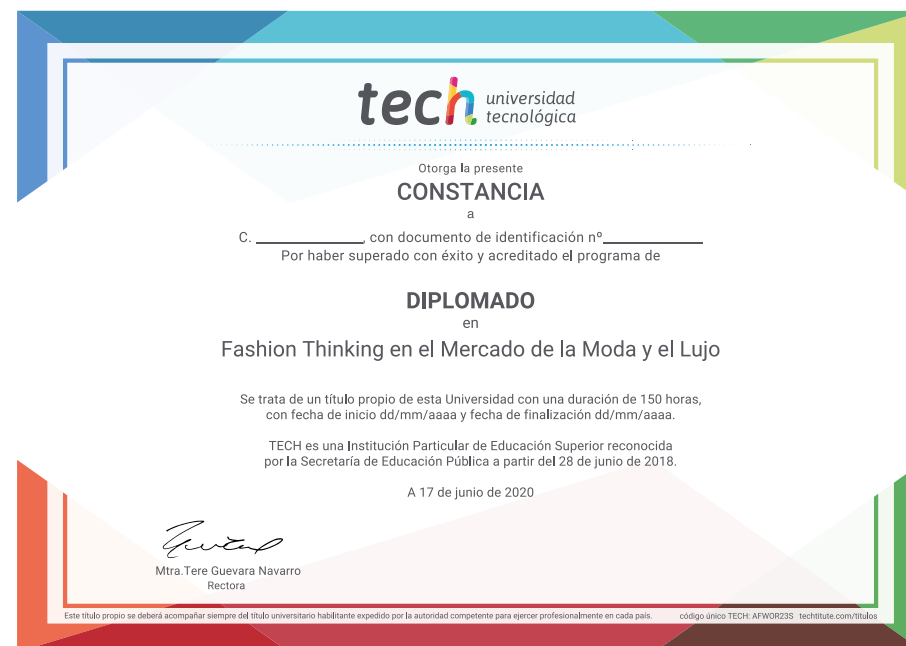 tech universidad
tecnológica
Otorga la presente
CONSTANCIA
a
C. ______________, con documento de identificación nº_____________
Por haber superado con éxito y acreditado el programa de
DIPLOMADO
en
Fashion Thinking en el Mercado de la Moda y el Lujo
Se trata de un título propio de esta Universidad con una duración de 150 horas,
con fecha de inicio dd/mm/aaaa y fecha de finalización dd/mm/aaaa.
TECH es una Institución Particular de Educación Superior reconocida
por la Secretaría de Educación Pública a partir del 28 de junio de 2018.
A 17 de junio de 2020
Mtra.Tere Guevara Navarro
Rectora
Este título propio se deberá acompañar siempre del título universitario habilitante expedido por la autoridad competente para ejercer profesionalmente en cada país. código único TECH: AFWOR23S techtitute.com/titulos